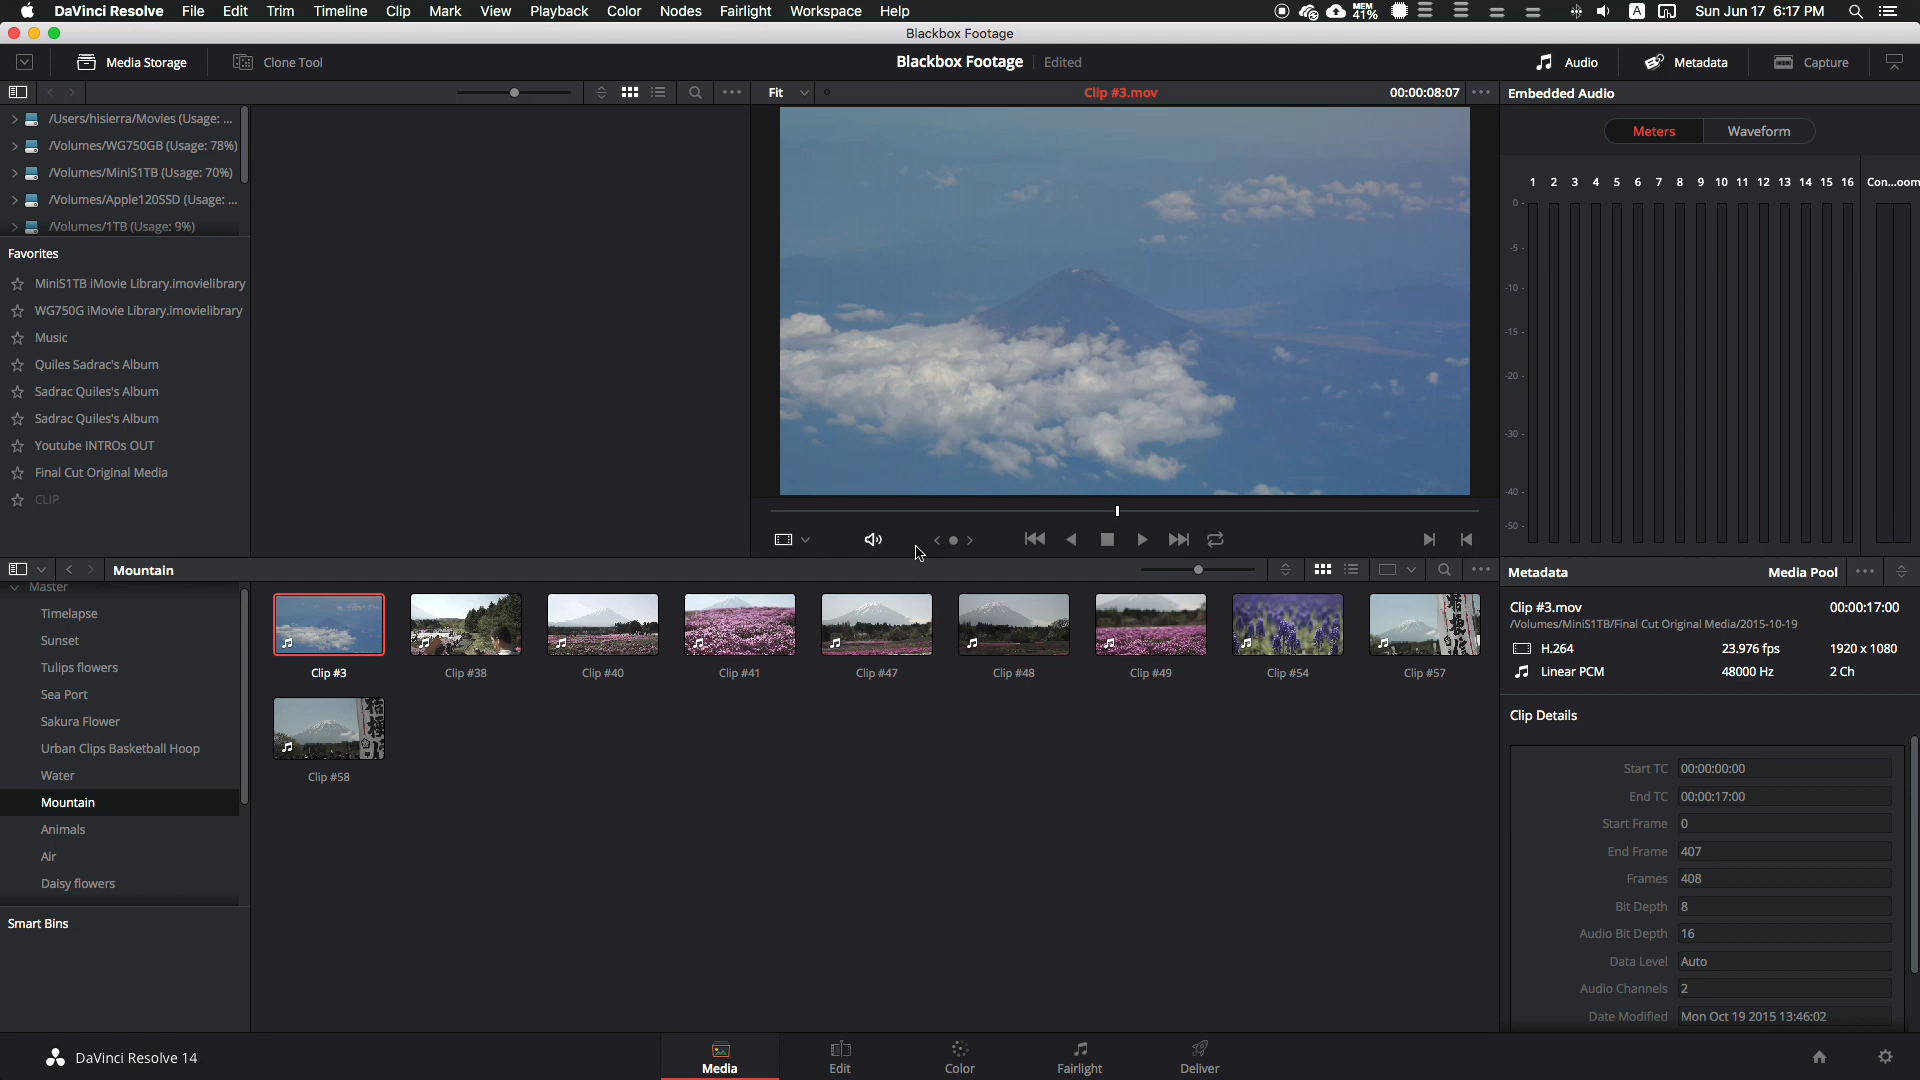 DaVinci Resolve File Edit Trim Timeline Clip Mark View Playback Color Nodes Fairlight Workspace Help MEM 41% A Sun Jun 17 6:17 PM
Blackbox Footage
Media Storage Clone Tool Blackbox Footage Edited Audio Metadata Capture
Fit Clip #3.mov 00:00:08:07 Embedded Audio
/Users/hisierra/Movies (Usage: ...
/Volumes/WG750GB (Usage: 78%)
/Volumes/MiniS1TB (Usage: 70%)
/Volumes/Apple120SSD (Usage: ...
/Volumes/1TB (Usage: 9%)
Favorites
MiniS1TB iMovie Library.imovielibrary
WG750G iMovie Library.imovielibrary
Music
Quiles Sadrac's Album
Sadrac Quiles's Album
Sadrac Quiles's Album
Youtube INTROs OUT
Final Cut Original Media
CLIP
Meters Waveform
1 2 3 4 5 6 7 8 9 10 11 12 13 14 15 16 Con...oom
0 -
-5 -
-10 -
-15 -
-20 -
-30 -
-40 -
-50 -
Mountain
Master
Timelapse
Sunset
Tulips flowers
Sea Port
Sakura Flower
Urban Clips Basketball Hoop
Water
Mountain
Animals
Air
Daisy flowers
Smart Bins
Clip #3 Clip #38 Clip #40 Clip #41 Clip #47 Clip #48 Clip #49 Clip #54 Clip #57
Clip #58
Metadata Media Pool
Clip #3.mov 00:00:17:00
/Volumes/MiniS1TB/Final Cut Original Media/2015-10-19
H.264 23.976 fps 1920 x 1080
Linear PCM 48000 Hz 2 Ch
Clip Details
Start TC 00:00:00:00
End TC 00:00:17:00
Start Frame 0
End Frame 407
Frames 408
Bit Depth 8
Audio Bit Depth 16
Data Level Auto
Audio Channels 2
Date Modified Mon Oct 19 2015 13:46:02
DaVinci Resolve 14 Media Edit Color Fairlight Deliver